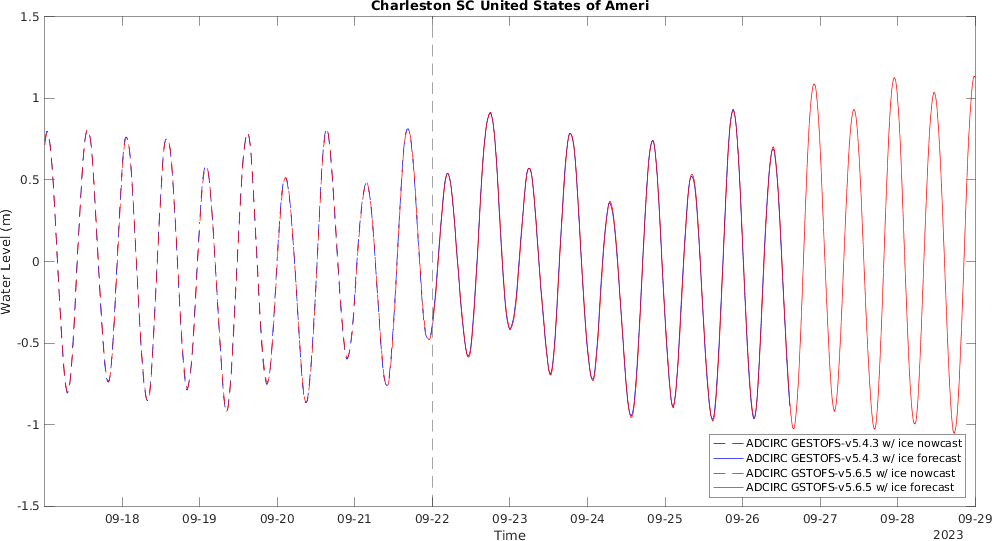 Charleston SC United States of Ameri
1.5
1
0.5
0
-0.5
-1
-1.5
Water Level (m)
ADCIRC GESTOFS-v5.4.3 w/ ice nowcast
ADCIRC GESTOFS-v5.4.3 w/ ice forecast
ADCIRC GSTOFS-v5.6.5 w/ ice nowcast
ADCIRC GSTOFS-v5.6.5 w/ ice forecast
09-18 09-19 09-20 09-21 09-22 09-23 09-24 09-25 09-26 09-27 09-28 09-29
Time
2023